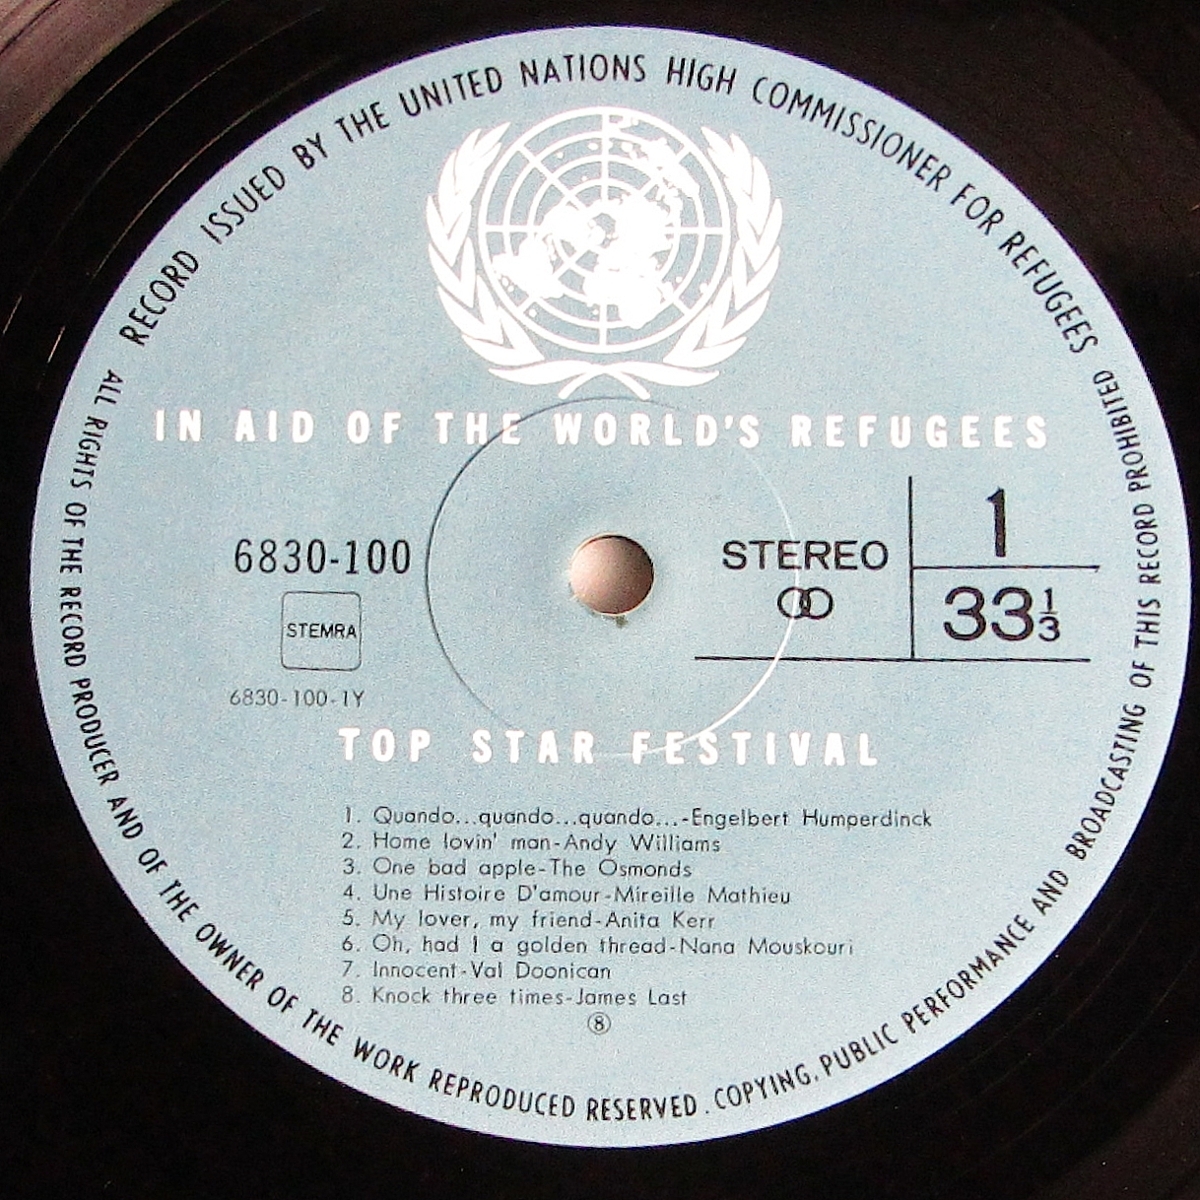 RECORD ISSUED BY THE UNITED NATIONS HIGH COMMISSIONER FOR REFUGEES
IN AID OF THE WORLD'S REFUGEES
6830-100
STEMRA
6830-100-1Y
STEREO
1
33⅓
TOP STAR FESTIVAL
1. Quando...quando...quando...-Engelbert Humperdinck
2. Home lovin' man-Andy Williams
3. One bad apple-The Osmonds
4. Une Histoire D'amour-Mireille Mathieu
5. My lover, my friend-Anita Kerr
6. Oh, had I a golden thread-Nana Mouskouri
7. Innocent-Val Doonican
8. Knock three times-James Last
⑧
ALL RIGHTS OF THE RECORD PRODUCER AND OF THE OWNER OF THE WORK REPRODUCED RESERVED. COPYING, PUBLIC PERFORMANCE AND BROADCASTING OF THIS RECORD PROHIBITED